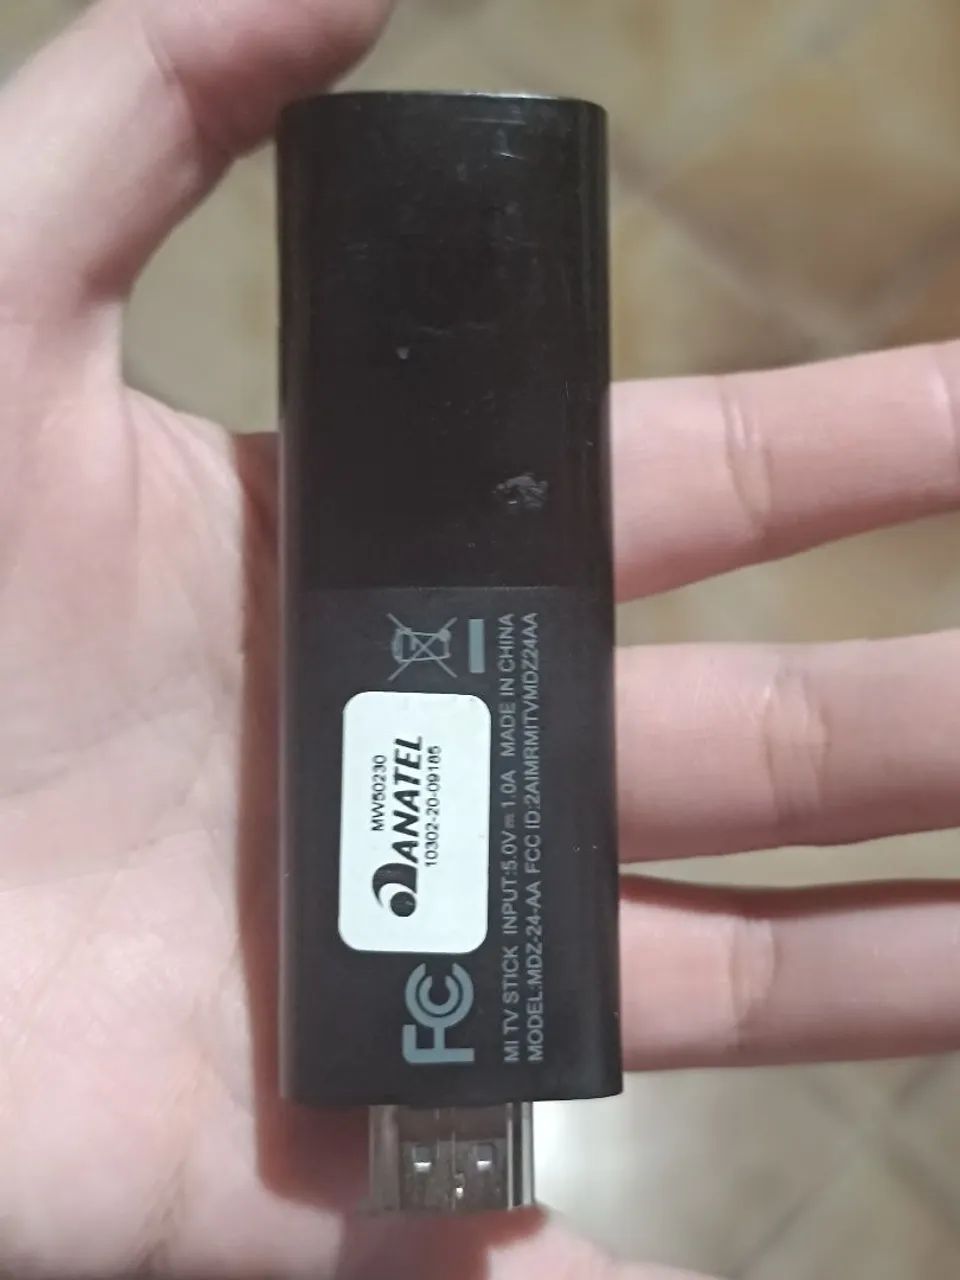 MW50230
ANATEL
10302-20-09185
FC
MI TV STICK INPUT:5.0V⎓1.0A MADE IN CHINA
MODEL:MDZ-24-AA FCC ID:2AIMRMITVMDZ24AA